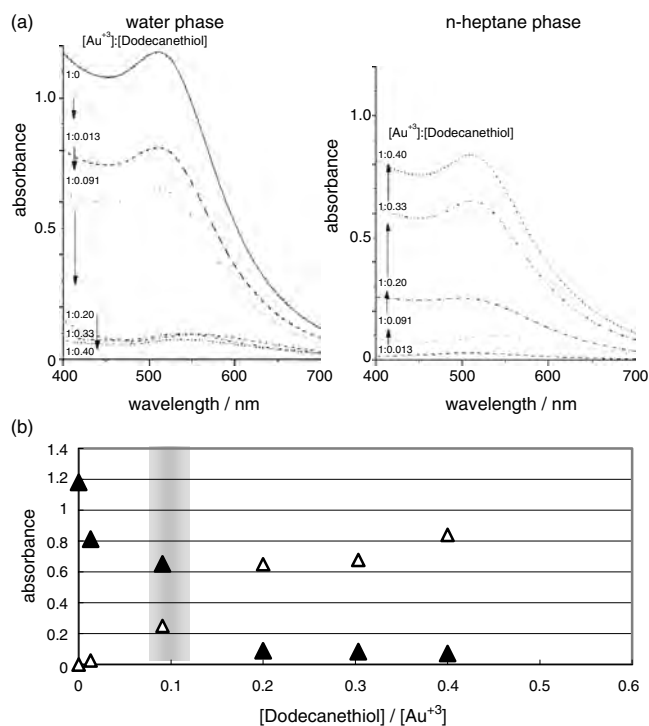 (a)
water phase
[Au+3]:[Dodecanethiol]
1:0
1:0.013
1:0.091
1:0.20
1:0.33
1:0.40
1.0
0.5
0
absorbance
400 500 600 700
wavelength / nm
n-heptane phase
[Au+3]:[Dodecanethiol]
1:0.40
1:0.33
1:0.20
1:0.091
1:0.013
1.0
0.5
0
absorbance
400 500 600 700
wavelength / nm
(b)
1.4
1.2
1
0.8
0.6
0.4
0.2
0
absorbance
0 0.1 0.2 0.3 0.4 0.5 0.6
[Dodecanethiol] / [Au+3]